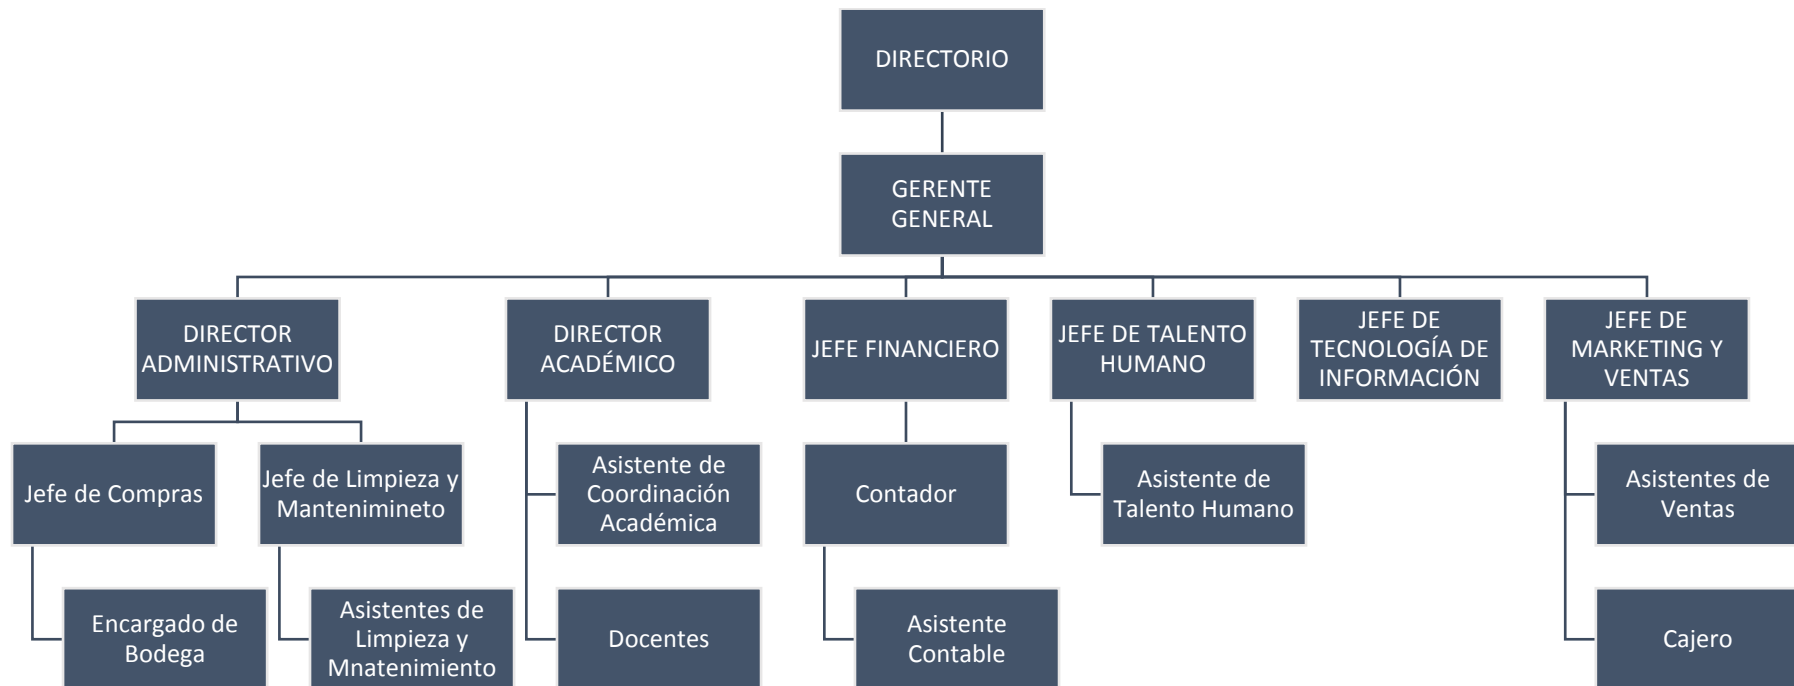 DIRECTORIO
GERENTE
GENERAL
DIRECTOR
ADMINISTRATIVO
DIRECTOR
ACADÉMICO
JEFE FINANCIERO
JEFE DE TALENTO
HUMANO
JEFE DE
TECNOLOGÍA DE
INFORMACIÓN
JEFE DE
MARKETING Y
VENTAS
Jefe de Compras
Jefe de Limpieza y
Mantenimineto
Asistente de
Coordinación
Académica
Contador
Asistente de
Talento Humano
Asistentes de
Ventas
Encargado de
Bodega
Asistentes de
Limpieza y
Mnatenimiento
Docentes
Asistente
Contable
Cajero